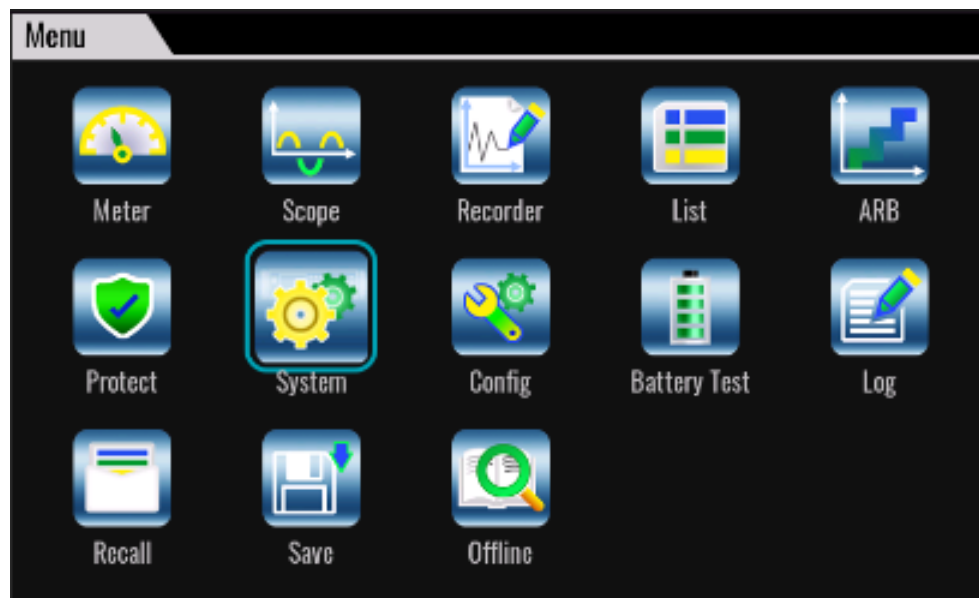 Menu
Meter Scope Recorder List ARB
Protect System Config Battery Test Log
Recall Save Offline